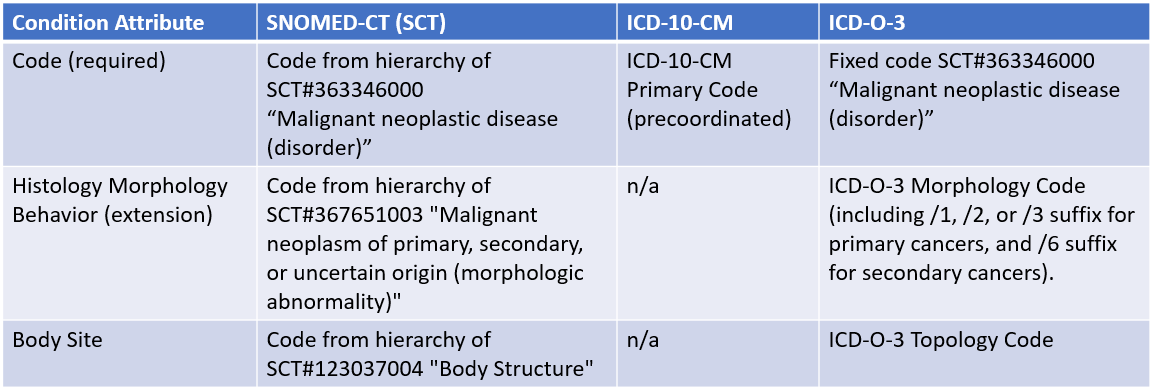 Condition Attribute
SNOMED-CT (SCT)
ICD-10-CM
ICD-O-3
Code (required)
Code from hierarchy of
SCT#363346000
“Malignant neoplastic disease
(disorder)”
ICD-10-CM
Primary Code
(precoordinated)
Fixed code SCT#363346000
“Malignant neoplastic disease
(disorder)”
Histology Morphology
Behavior (extension)
Code from hierarchy of
SCT#367651003 "Malignant
neoplasm of primary, secondary,
or uncertain origin (morphologic
abnormality)"
n/a
ICD-O-3 Morphology Code
(including /1, /2, or /3 suffix for
primary cancers, and /6 suffix
for secondary cancers).
Body Site
Code from hierarchy of
SCT#123037004 "Body Structure"
n/a
ICD-O-3 Topology Code